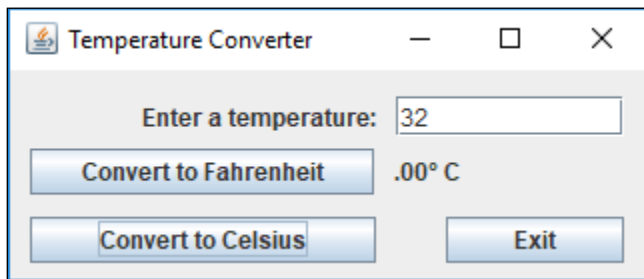 Temperature Converter
Enter a temperature: 32
Convert to Fahrenheit .00° C
Convert to Celsius Exit